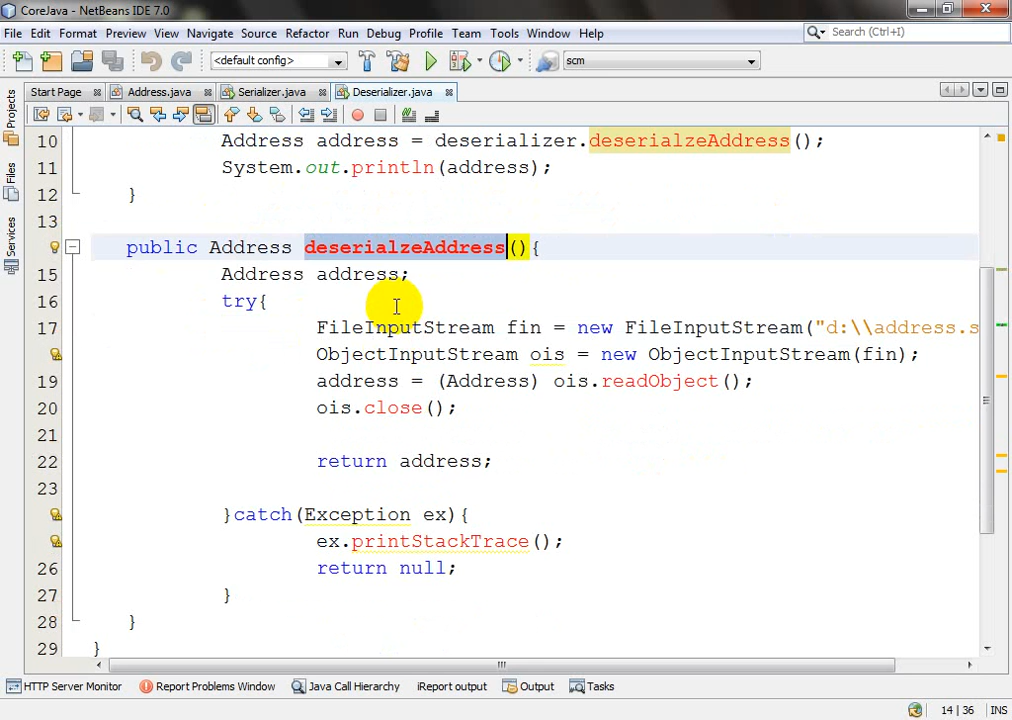 CoreJava - NetBeans IDE 7.0
File Edit Format Preview View Navigate Source Refactor Run Debug Profile Team Tools Window Help Search (Ctrl+I)
<default config> scm
Start Page Address.java Serializer.java Deserializer.java
Projects
Files
Services
10 Address address = deserializer.deserialzeAddress();
11 System.out.println(address);
12 }
13
public Address deserialzeAddress(){
15 Address address;
16 try{
17 FileInputStream fin = new FileInputStream("d:\\address.s
ObjectInputStream ois = new ObjectInputStream(fin);
19 address = (Address) ois.readObject();
20 ois.close();
21
22 return address;
23
}catch(Exception ex){
ex.printStackTrace();
26 return null;
27 }
28 }
29 }
HTTP Server Monitor Report Problems Window Java Call Hierarchy iReport output Output Tasks
14 | 36 INS